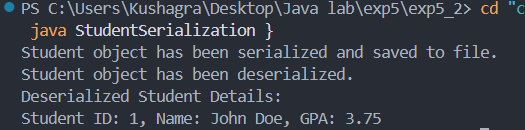 PS C:\Users\Kushagra\Desktop\Java lab\exp5\exp5_2> cd "c
java StudentSerialization }
Student object has been serialized and saved to file.
Student object has been deserialized.
Deserialized Student Details:
Student ID: 1, Name: John Doe, GPA: 3.75